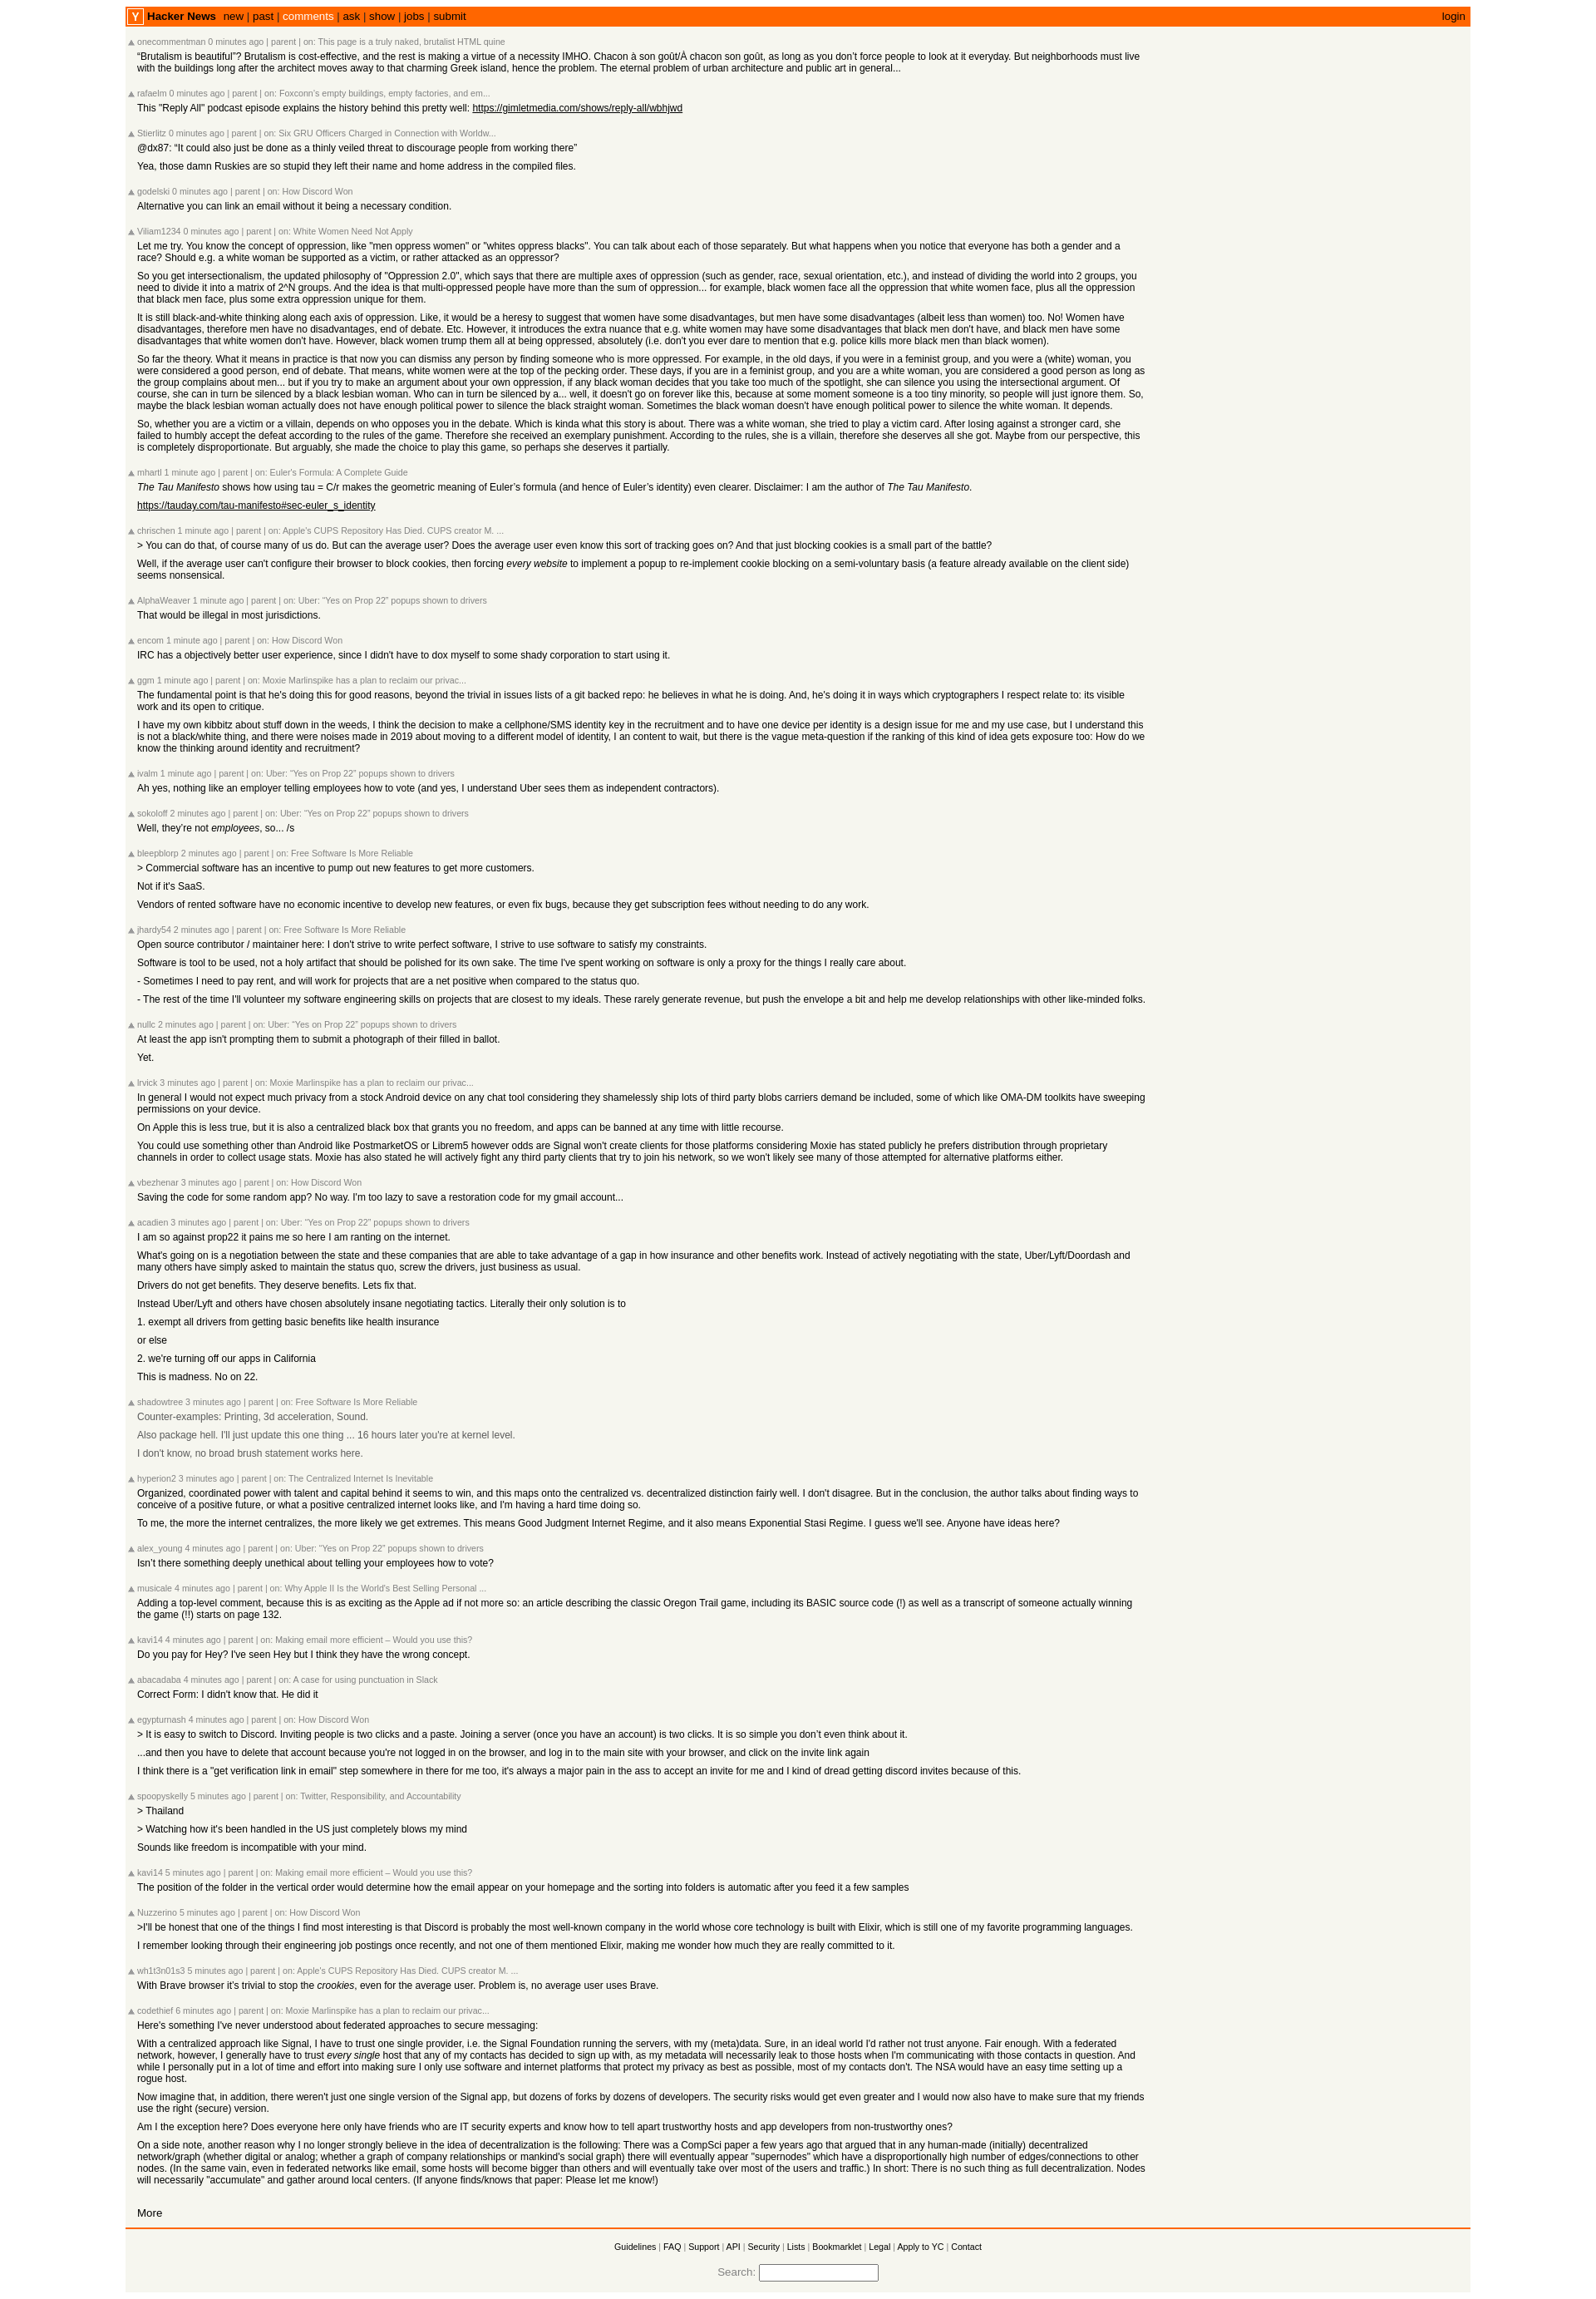 Y Hacker News new | past | comments | ask | show | jobs | submit login
onecommentman 0 minutes ago | parent | on: This page is a truly naked, brutalist HTML quine
“Brutalism is beautiful”? Brutalism is cost-effective, and the rest is making a virtue of a necessity IMHO. Chacon à son goût/À chacon son goût, as long as you don’t force people to look at it everyday. But neighborhoods must live
with the buildings long after the architect moves away to that charming Greek island, hence the problem. The eternal problem of urban architecture and public art in general...
rafaelm 0 minutes ago | parent | on: Foxconn’s empty buildings, empty factories, and em...
This "Reply All" podcast episode explains the history behind this pretty well: https://gimletmedia.com/shows/reply-all/wbhjwd
Stierlitz 0 minutes ago | parent | on: Six GRU Officers Charged in Connection with Worldw...
@dx87: “It could also just be done as a thinly veiled threat to discourage people from working there”
Yea, those damn Ruskies are so stupid they left their name and home address in the compiled files.
godelski 0 minutes ago | parent | on: How Discord Won
Alternative you can link an email without it being a necessary condition.
Viliam1234 0 minutes ago | parent | on: White Women Need Not Apply
Let me try. You know the concept of oppression, like "men oppress women" or "whites oppress blacks". You can talk about each of those separately. But what happens when you notice that everyone has both a gender and a
race? Should e.g. a white woman be supported as a victim, or rather attacked as an oppressor?
So you get intersectionalism, the updated philosophy of "Oppression 2.0", which says that there are multiple axes of oppression (such as gender, race, sexual orientation, etc.), and instead of dividing the world into 2 groups, you
need to divide it into a matrix of 2^N groups. And the idea is that multi-oppressed people have more than the sum of oppression... for example, black women face all the oppression that white women face, plus all the oppression
that black men face, plus some extra oppression unique for them.
It is still black-and-white thinking along each axis of oppression. Like, it would be a heresy to suggest that women have some disadvantages, but men have some disadvantages (albeit less than women) too. No! Women have
disadvantages, therefore men have no disadvantages, end of debate. Etc. However, it introduces the extra nuance that e.g. white women may have some disadvantages that black men don't have, and black men have some
disadvantages that white women don't have. However, black women trump them all at being oppressed, absolutely (i.e. don't you ever dare to mention that e.g. police kills more black men than black women).
So far the theory. What it means in practice is that now you can dismiss any person by finding someone who is more oppressed. For example, in the old days, if you were in a feminist group, and you were a (white) woman, you
were considered a good person, end of debate. That means, white women were at the top of the pecking order. These days, if you are in a feminist group, and you are a white woman, you are considered a good person as long as
the group complains about men... but if you try to make an argument about your own oppression, if any black woman decides that you take too much of the spotlight, she can silence you using the intersectional argument. Of
course, she can in turn be silenced by a black lesbian woman. Who can in turn be silenced by a... well, it doesn't go on forever like this, because at some moment someone is a too tiny minority, so people will just ignore them. So,
maybe the black lesbian woman actually does not have enough political power to silence the black straight woman. Sometimes the black woman doesn't have enough political power to silence the white woman. It depends.
So, whether you are a victim or a villain, depends on who opposes you in the debate. Which is kinda what this story is about. There was a white woman, she tried to play a victim card. After losing against a stronger card, she
failed to humbly accept the defeat according to the rules of the game. Therefore she received an exemplary punishment. According to the rules, she is a villain, therefore she deserves all she got. Maybe from our perspective, this
is completely disproportionate. But arguably, she made the choice to play this game, so perhaps she deserves it partially.
mhartl 1 minute ago | parent | on: Euler's Formula: A Complete Guide
The Tau Manifesto shows how using tau = C/r makes the geometric meaning of Euler’s formula (and hence of Euler’s identity) even clearer. Disclaimer: I am the author of The Tau Manifesto.
https://tauday.com/tau-manifesto#sec-euler_s_identity
chrischen 1 minute ago | parent | on: Apple's CUPS Repository Has Died. CUPS creator M. ...
> You can do that, of course many of us do. But can the average user? Does the average user even know this sort of tracking goes on? And that just blocking cookies is a small part of the battle?
Well, if the average user can't configure their browser to block cookies, then forcing every website to implement a popup to re-implement cookie blocking on a semi-voluntary basis (a feature already available on the client side)
seems nonsensical.
AlphaWeaver 1 minute ago | parent | on: Uber: “Yes on Prop 22” popups shown to drivers
That would be illegal in most jurisdictions.
encom 1 minute ago | parent | on: How Discord Won
IRC has a objectively better user experience, since I didn't have to dox myself to some shady corporation to start using it.
ggm 1 minute ago | parent | on: Moxie Marlinspike has a plan to reclaim our privac...
The fundamental point is that he's doing this for good reasons, beyond the trivial in issues lists of a git backed repo: he believes in what he is doing. And, he's doing it in ways which cryptographers I respect relate to: its visible
work and its open to critique.
I have my own kibbitz about stuff down in the weeds, I think the decision to make a cellphone/SMS identity key in the recruitment and to have one device per identity is a design issue for me and my use case, but I understand this
is not a black/white thing, and there were noises made in 2019 about moving to a different model of identity, I an content to wait, but there is the vague meta-question if the ranking of this kind of idea gets exposure too: How do we
know the thinking around identity and recruitment?
ivalm 1 minute ago | parent | on: Uber: “Yes on Prop 22” popups shown to drivers
Ah yes, nothing like an employer telling employees how to vote (and yes, I understand Uber sees them as independent contractors).
sokoloff 2 minutes ago | parent | on: Uber: “Yes on Prop 22” popups shown to drivers
Well, they’re not employees, so... /s
bleepblorp 2 minutes ago | parent | on: Free Software Is More Reliable
> Commercial software has an incentive to pump out new features to get more customers.
Not if it's SaaS.
Vendors of rented software have no economic incentive to develop new features, or even fix bugs, because they get subscription fees without needing to do any work.
jhardy54 2 minutes ago | parent | on: Free Software Is More Reliable
Open source contributor / maintainer here: I don't strive to write perfect software, I strive to use software to satisfy my constraints.
Software is tool to be used, not a holy artifact that should be polished for its own sake. The time I've spent working on software is only a proxy for the things I really care about.
- Sometimes I need to pay rent, and will work for projects that are a net positive when compared to the status quo.
- The rest of the time I'll volunteer my software engineering skills on projects that are closest to my ideals. These rarely generate revenue, but push the envelope a bit and help me develop relationships with other like-minded folks.
nullc 2 minutes ago | parent | on: Uber: “Yes on Prop 22” popups shown to drivers
At least the app isn't prompting them to submit a photograph of their filled in ballot.
Yet.
lrvick 3 minutes ago | parent | on: Moxie Marlinspike has a plan to reclaim our privac...
In general I would not expect much privacy from a stock Android device on any chat tool considering they shamelessly ship lots of third party blobs carriers demand be included, some of which like OMA-DM toolkits have sweeping
permissions on your device.
On Apple this is less true, but it is also a centralized black box that grants you no freedom, and apps can be banned at any time with little recourse.
You could use something other than Android like PostmarketOS or Librem5 however odds are Signal won't create clients for those platforms considering Moxie has stated publicly he prefers distribution through proprietary
channels in order to collect usage stats. Moxie has also stated he will actively fight any third party clients that try to join his network, so we won't likely see many of those attempted for alternative platforms either.
vbezhenar 3 minutes ago | parent | on: How Discord Won
Saving the code for some random app? No way. I'm too lazy to save a restoration code for my gmail account...
acadien 3 minutes ago | parent | on: Uber: “Yes on Prop 22” popups shown to drivers
I am so against prop22 it pains me so here I am ranting on the internet.
What's going on is a negotiation between the state and these companies that are able to take advantage of a gap in how insurance and other benefits work. Instead of actively negotiating with the state, Uber/Lyft/Doordash and
many others have simply asked to maintain the status quo, screw the drivers, just business as usual.
Drivers do not get benefits. They deserve benefits. Lets fix that.
Instead Uber/Lyft and others have chosen absolutely insane negotiating tactics. Literally their only solution is to
1. exempt all drivers from getting basic benefits like health insurance
or else
2. we're turning off our apps in California
This is madness. No on 22.
shadowtree 3 minutes ago | parent | on: Free Software Is More Reliable
Counter-examples: Printing, 3d acceleration, Sound.
Also package hell. I'll just update this one thing ... 16 hours later you're at kernel level.
I don't know, no broad brush statement works here.
hyperion2 3 minutes ago | parent | on: The Centralized Internet Is Inevitable
Organized, coordinated power with talent and capital behind it seems to win, and this maps onto the centralized vs. decentralized distinction fairly well. I don't disagree. But in the conclusion, the author talks about finding ways to
conceive of a positive future, or what a positive centralized internet looks like, and I'm having a hard time doing so.
To me, the more the internet centralizes, the more likely we get extremes. This means Good Judgment Internet Regime, and it also means Exponential Stasi Regime. I guess we'll see. Anyone have ideas here?
alex_young 4 minutes ago | parent | on: Uber: “Yes on Prop 22” popups shown to drivers
Isn’t there something deeply unethical about telling your employees how to vote?
musicale 4 minutes ago | parent | on: Why Apple II Is the World's Best Selling Personal ...
Adding a top-level comment, because this is as exciting as the Apple ad if not more so: an article describing the classic Oregon Trail game, including its BASIC source code (!) as well as a transcript of someone actually winning
the game (!!) starts on page 132.
kavi14 4 minutes ago | parent | on: Making email more efficient – Would you use this?
Do you pay for Hey? I've seen Hey but I think they have the wrong concept.
abacadaba 4 minutes ago | parent | on: A case for using punctuation in Slack
Correct Form: I didn't know that. He did it
egypturnash 4 minutes ago | parent | on: How Discord Won
> It is easy to switch to Discord. Inviting people is two clicks and a paste. Joining a server (once you have an account) is two clicks. It is so simple you don’t even think about it.
...and then you have to delete that account because you're not logged in on the browser, and log in to the main site with your browser, and click on the invite link again
I think there is a "get verification link in email" step somewhere in there for me too, it's always a major pain in the ass to accept an invite for me and I kind of dread getting discord invites because of this.
spoopyskelly 5 minutes ago | parent | on: Twitter, Responsibility, and Accountability
> Thailand
> Watching how it's been handled in the US just completely blows my mind
Sounds like freedom is incompatible with your mind.
kavi14 5 minutes ago | parent | on: Making email more efficient – Would you use this?
The position of the folder in the vertical order would determine how the email appear on your homepage and the sorting into folders is automatic after you feed it a few samples
Nuzzerino 5 minutes ago | parent | on: How Discord Won
>I'll be honest that one of the things I find most interesting is that Discord is probably the most well-known company in the world whose core technology is built with Elixir, which is still one of my favorite programming languages.
I remember looking through their engineering job postings once recently, and not one of them mentioned Elixir, making me wonder how much they are really committed to it.
wh1t3n01s3 5 minutes ago | parent | on: Apple's CUPS Repository Has Died. CUPS creator M. ...
With Brave browser it's trivial to stop the crookies, even for the average user. Problem is, no average user uses Brave.
codethief 6 minutes ago | parent | on: Moxie Marlinspike has a plan to reclaim our privac...
Here's something I've never understood about federated approaches to secure messaging:
With a centralized approach like Signal, I have to trust one single provider, i.e. the Signal Foundation running the servers, with my (meta)data. Sure, in an ideal world I'd rather not trust anyone. Fair enough. With a federated
network, however, I generally have to trust every single host that any of my contacts has decided to sign up with, as my metadata will necessarily leak to those hosts when I'm communicating with those contacts in question. And
while I personally put in a lot of time and effort into making sure I only use software and internet platforms that protect my privacy as best as possible, most of my contacts don't. The NSA would have an easy time setting up a
rogue host.
Now imagine that, in addition, there weren't just one single version of the Signal app, but dozens of forks by dozens of developers. The security risks would get even greater and I would now also have to make sure that my friends
use the right (secure) version.
Am I the exception here? Does everyone here only have friends who are IT security experts and know how to tell apart trustworthy hosts and app developers from non-trustworthy ones?
On a side note, another reason why I no longer strongly believe in the idea of decentralization is the following: There was a CompSci paper a few years ago that argued that in any human-made (initially) decentralized
network/graph (whether digital or analog; whether a graph of company relationships or mankind's social graph) there will eventually appear "supernodes" which have a disproportionally high number of edges/connections to other
nodes. (In the same vain, even in federated networks like email, some hosts will become bigger than others and will eventually take over most of the users and traffic.) In short: There is no such thing as full decentralization. Nodes
will necessarily "accumulate" and gather around local centers. (If anyone finds/knows that paper: Please let me know!)
More
Guidelines | FAQ | Support | API | Security | Lists | Bookmarklet | Legal | Apply to YC | Contact
Search: